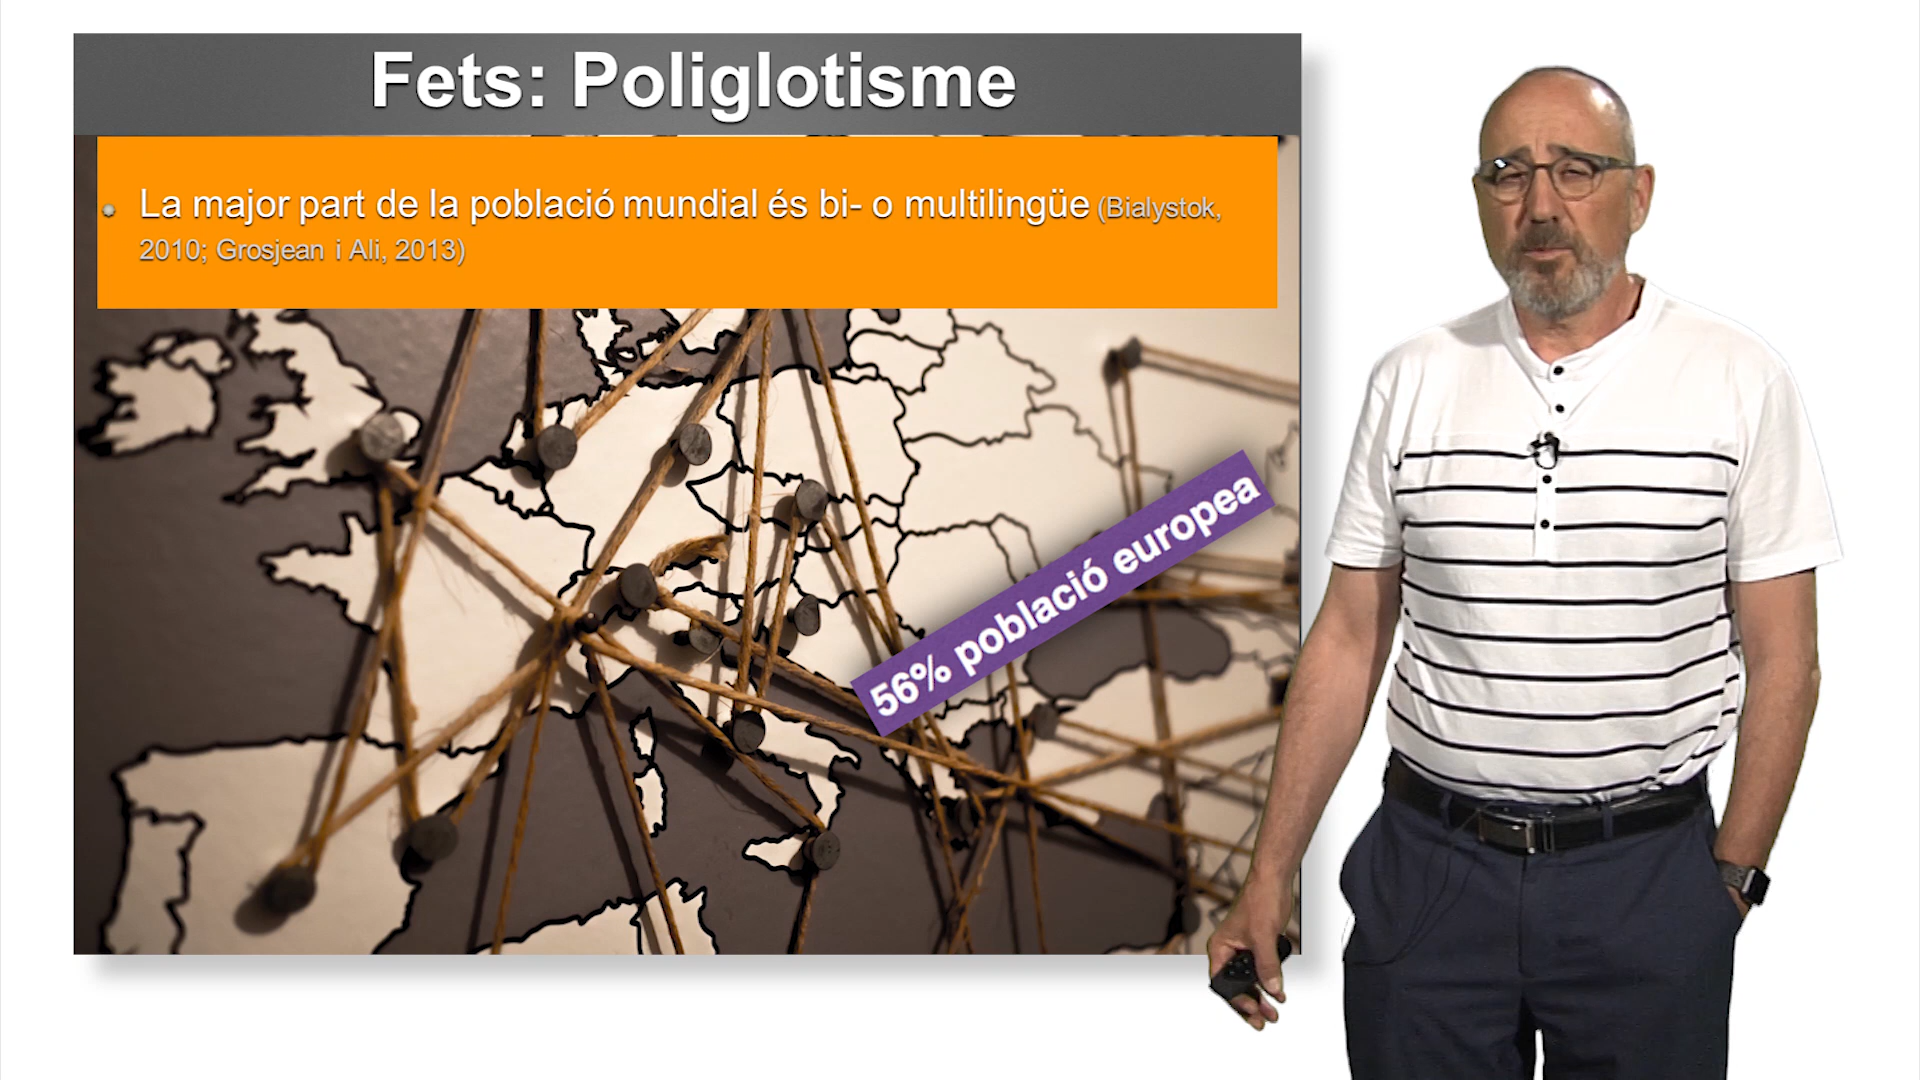 Fets: Poliglotisme
La major part de la població mundial és bi- o multilingüe (Bialystok,
2010; Grosjean i Ali, 2013)
56% població europea